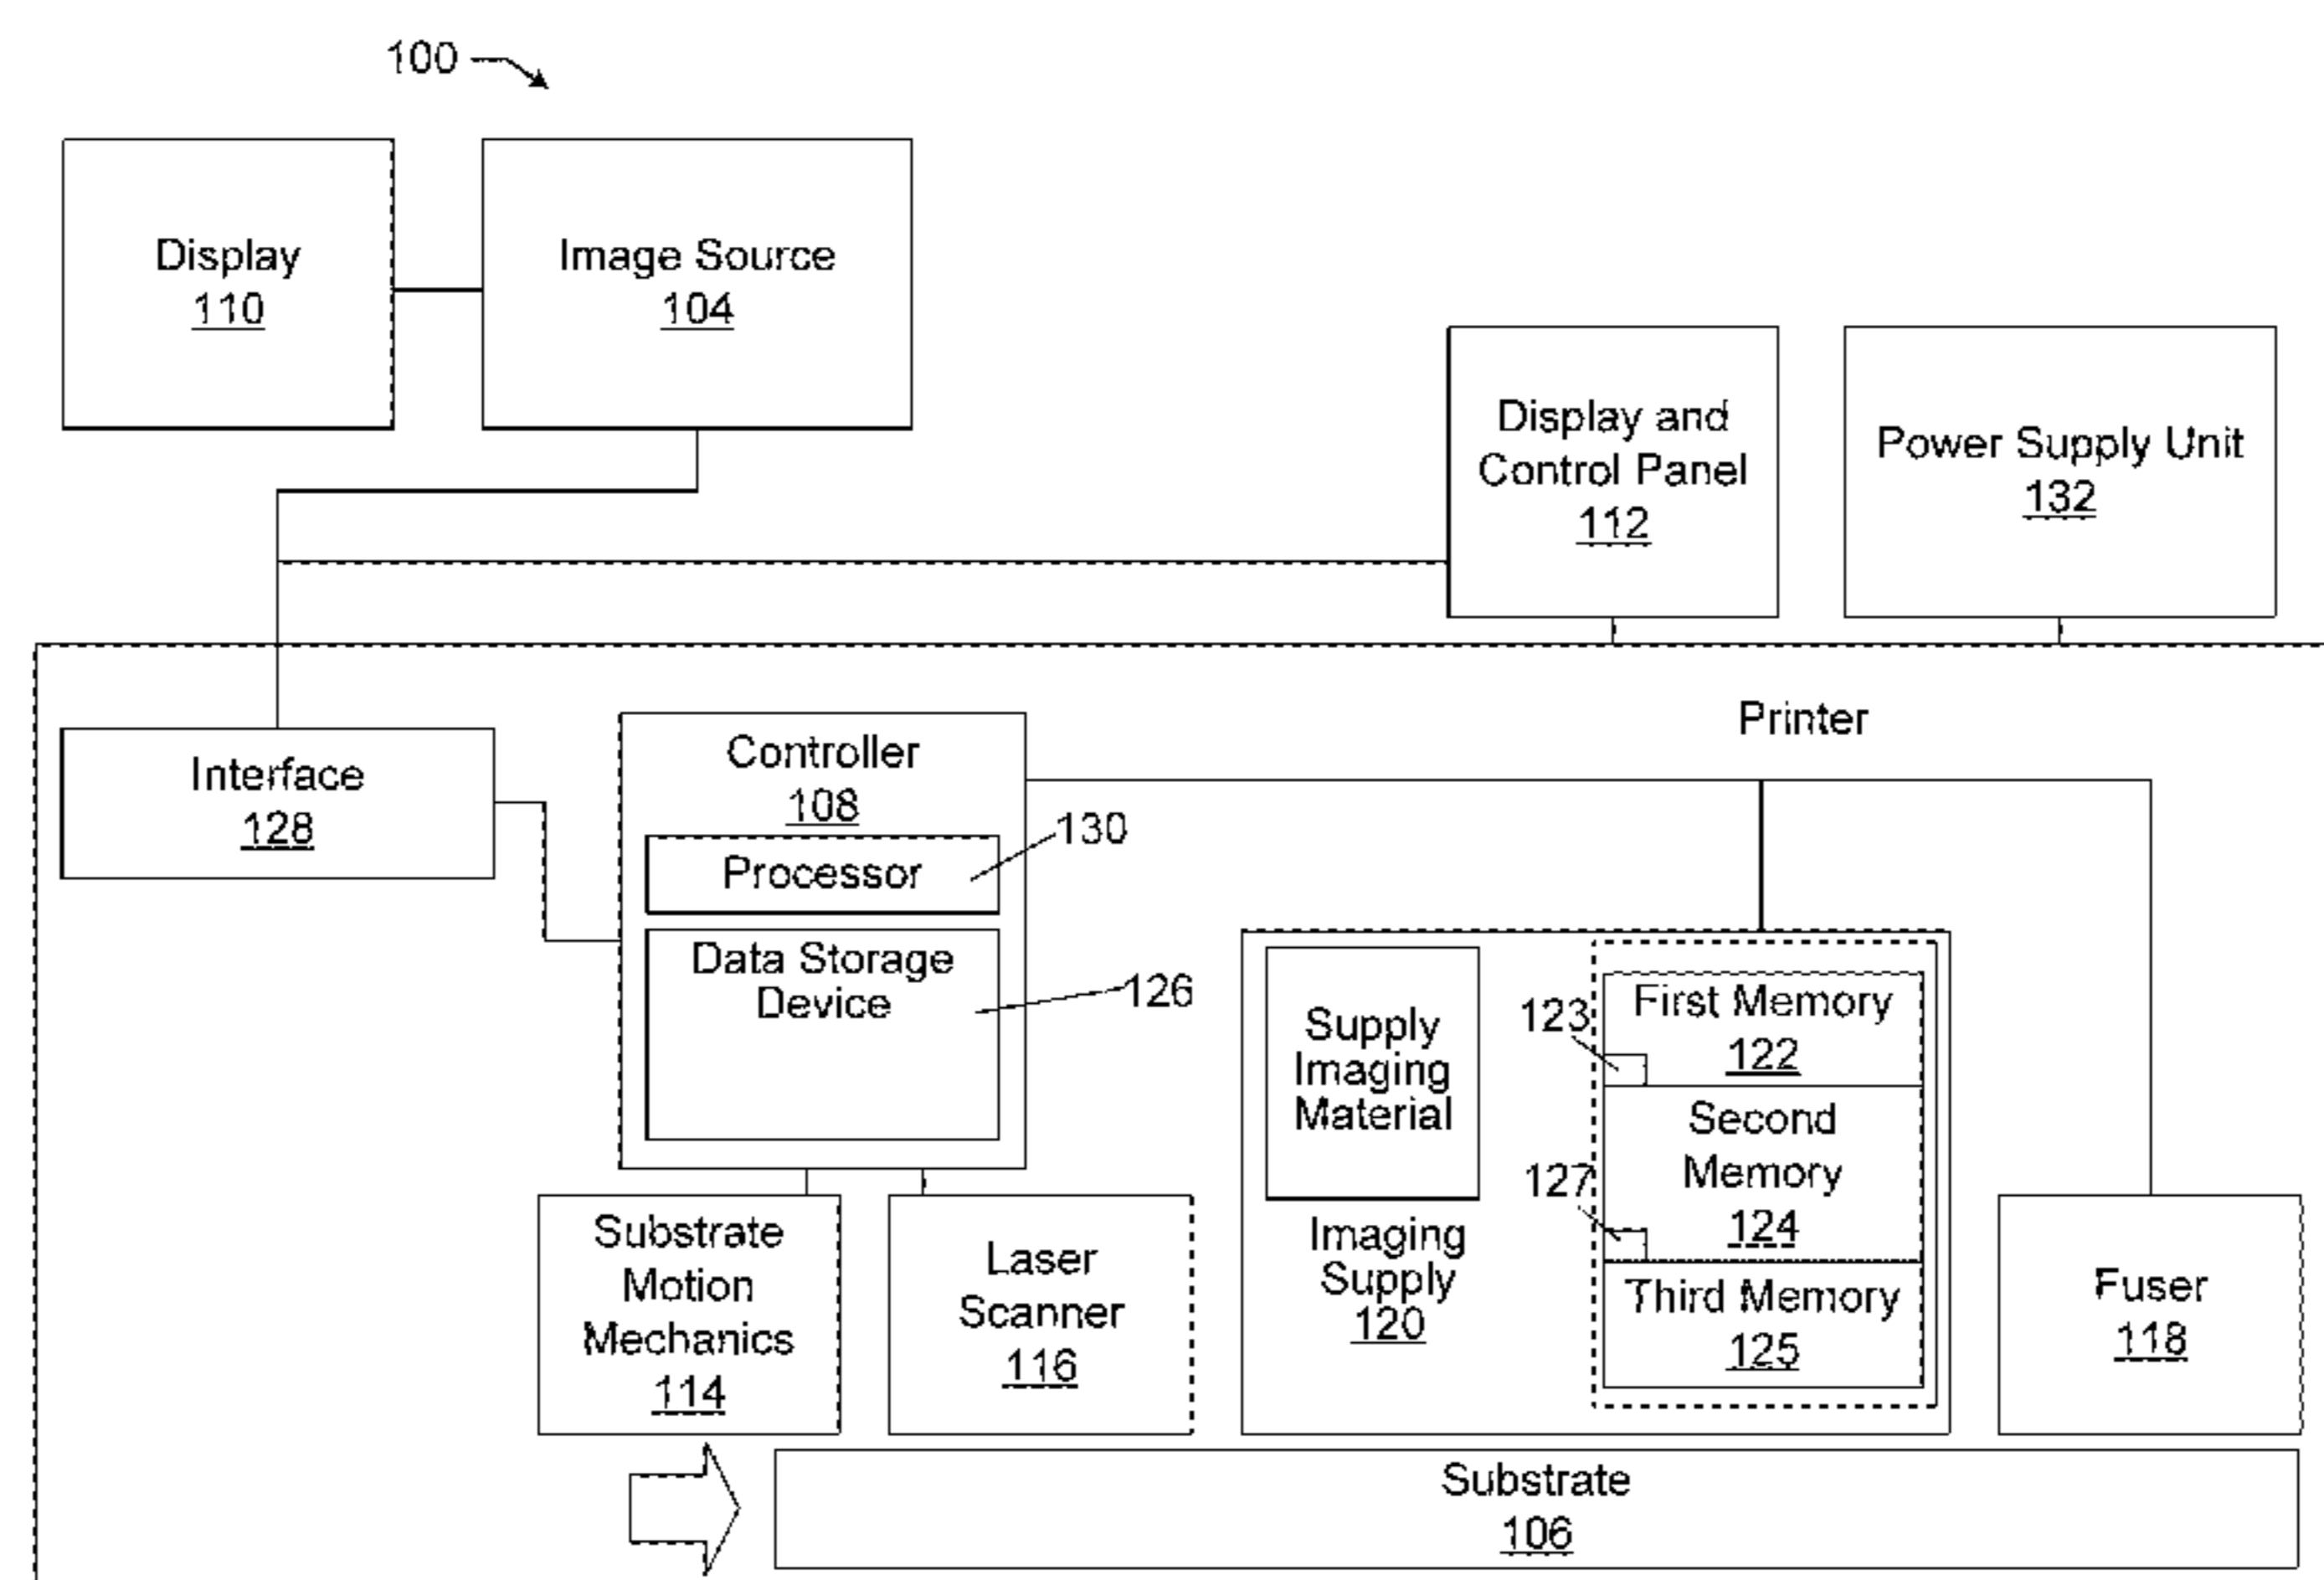 100
Display
110
Image Source
104
Display and
Control Panel
112
Power Supply Unit
132
Printer
Interface
128
Controller
108
130
Processor
Data Storage
Device
126
Supply
Imaging
Material
Imaging
Supply
120
123
First Memory
122
Second
Memory
124
127
Third Memory
125
Substrate
Motion
Mechanics
114
Laser
Scanner
116
Fuser
118
Substrate
106